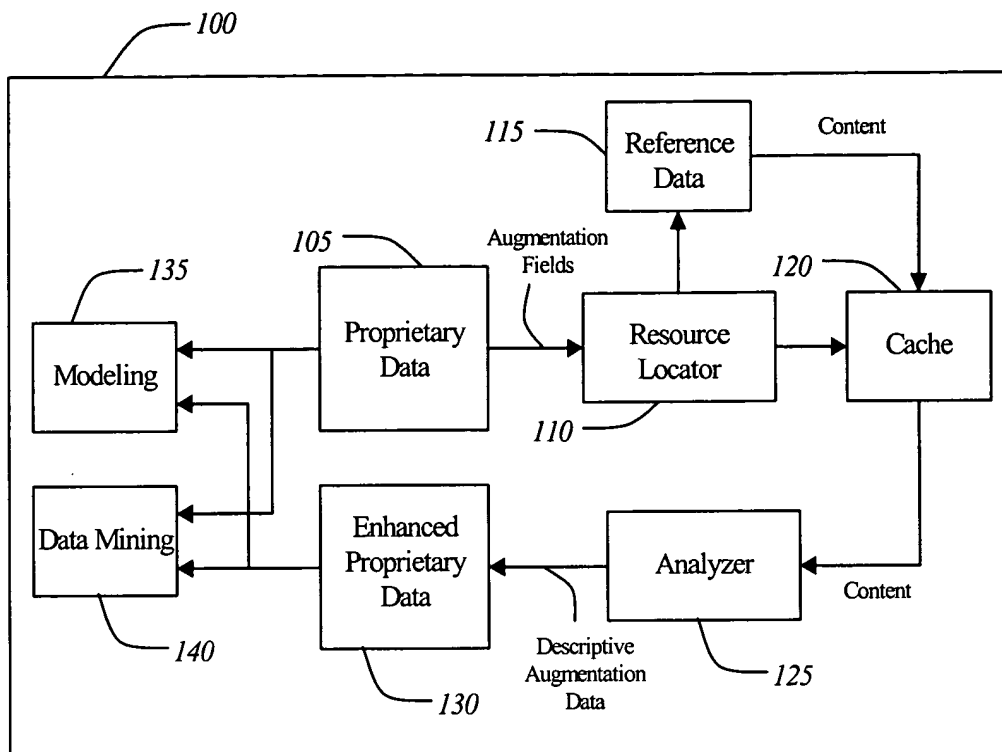 100
115
Reference
Data
Content
105
Augmentation
Fields
120
135
Proprietary
Data
Resource
Locator
Cache
Modeling
110
Data Mining
Enhanced
Proprietary
Data
Analyzer
Content
140
130
Descriptive
Augmentation
Data
125